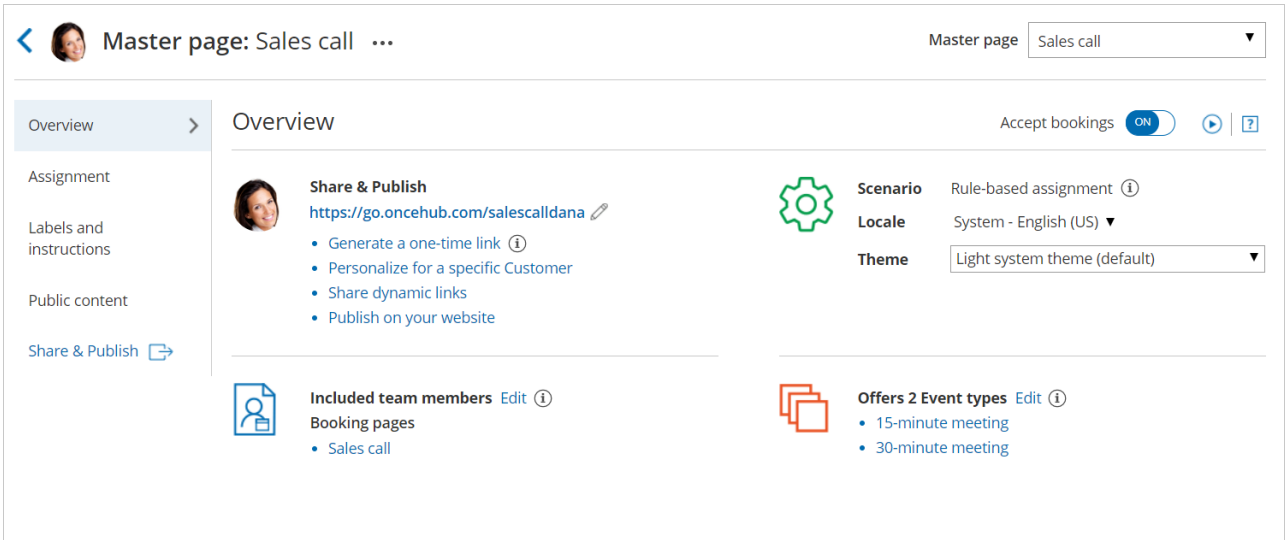 Master page: Sales call ...
Master page Sales call
Overview
Assignment
Labels and
instructions
Public content
Share & Publish
Overview
Accept bookings ON
?
Share & Publish
https://go.oncehub.com/salescalldana
Generate a one-time link i
Personalize for a specific Customer
Share dynamic links
Publish on your website
Scenario Rule-based assignment i
Locale System - English (US)
Theme Light system theme (default)
Included team members Edit i
Booking pages
Sales call
Offers 2 Event types Edit i
15-minute meeting
30-minute meeting